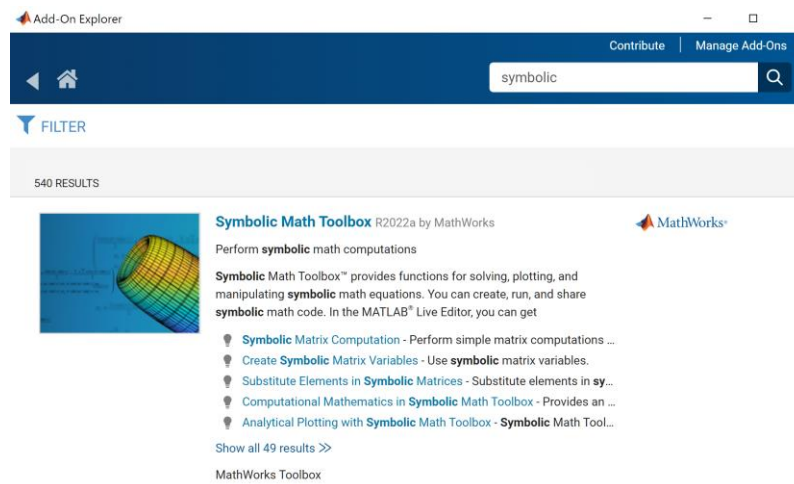 Add-On Explorer
Contribute | Manage Add-Ons
symbolic
FILTER
540 RESULTS
Symbolic Math Toolbox R2022a by MathWorks
MathWorks®
Perform symbolic math computations
Symbolic Math Toolbox™ provides functions for solving, plotting, and
manipulating symbolic math equations. You can create, run, and share
symbolic math code. In the MATLAB® Live Editor, you can get
Symbolic Matrix Computation - Perform simple matrix computations ...
Create Symbolic Matrix Variables - Use symbolic matrix variables.
Substitute Elements in Symbolic Matrices - Substitute elements in sy...
Computational Mathematics in Symbolic Math Toolbox - Provides an ...
Analytical Plotting with Symbolic Math Toolbox - Symbolic Math Tool...
Show all 49 results >>
MathWorks Toolbox